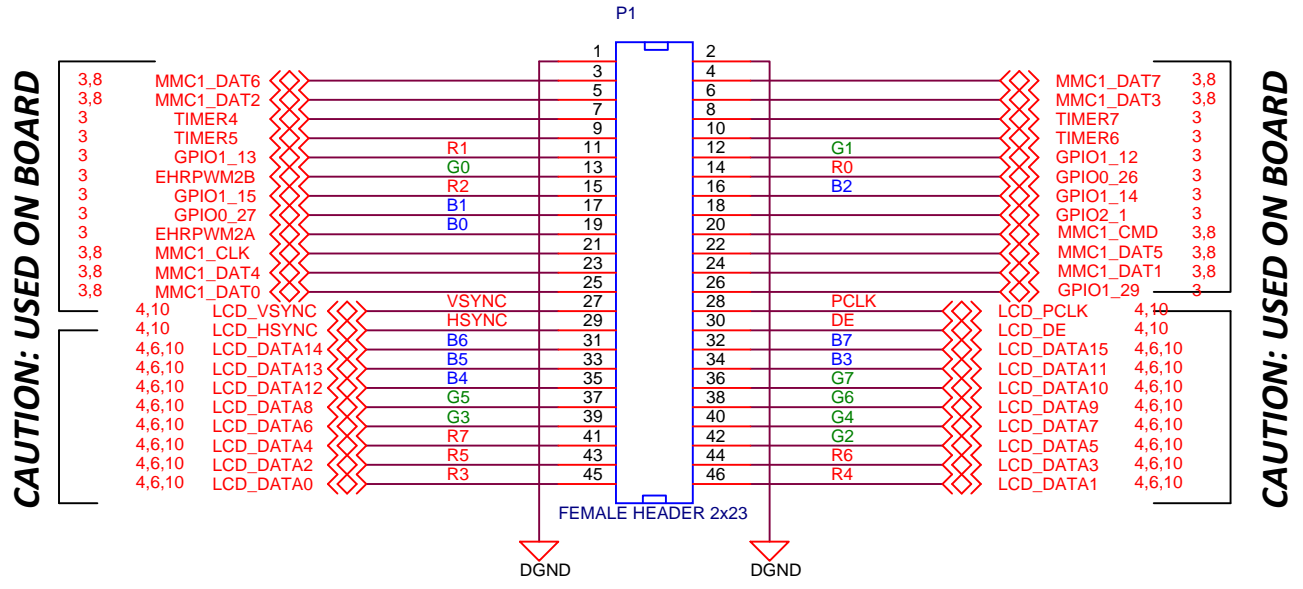 P1
CAUTION: USED ON BOARD
CAUTION: USED ON BOARD
1 2
3,8 MMC1_DAT6 3 4 MMC1_DAT7 3,8
3,8 MMC1_DAT2 5 6 MMC1_DAT3 3,8
3 TIMER4 7 8 TIMER7 3
3 TIMER5 9 10 TIMER6 3
3 GPIO1_13 R1 11 12 G1 GPIO1_12 3
3 EHRPWM2B G0 13 14 R0 GPIO0_26 3
3 GPIO1_15 R2 15 16 B2 GPIO1_14 3
3 GPIO0_27 B1 17 18 GPIO2_1 3
3 EHRPWM2A B0 19 20 MMC1_CMD 3,8
3,8 MMC1_CLK 21 22 MMC1_DAT5 3,8
3,8 MMC1_DAT4 23 24 MMC1_DAT1 3,8
3,8 MMC1_DAT0 25 26 GPIO1_29 3
4,10 LCD_VSYNC VSYNC 27 28 PCLK LCD_PCLK 4,10
4,10 LCD_HSYNC HSYNC 29 30 DE LCD_DE 4,10
4,6,10 LCD_DATA14 B6 31 32 B7 LCD_DATA15 4,6,10
4,6,10 LCD_DATA13 B5 33 34 B3 LCD_DATA11 4,6,10
4,6,10 LCD_DATA12 B4 35 36 G7 LCD_DATA10 4,6,10
4,6,10 LCD_DATA8 G5 37 38 G6 LCD_DATA9 4,6,10
4,6,10 LCD_DATA6 G3 39 40 G4 LCD_DATA7 4,6,10
4,6,10 LCD_DATA4 R7 41 42 G2 LCD_DATA5 4,6,10
4,6,10 LCD_DATA2 R5 43 44 R6 LCD_DATA3 4,6,10
4,6,10 LCD_DATA0 R3 45 46 R4 LCD_DATA1 4,6,10
FEMALE HEADER 2x23
DGND DGND